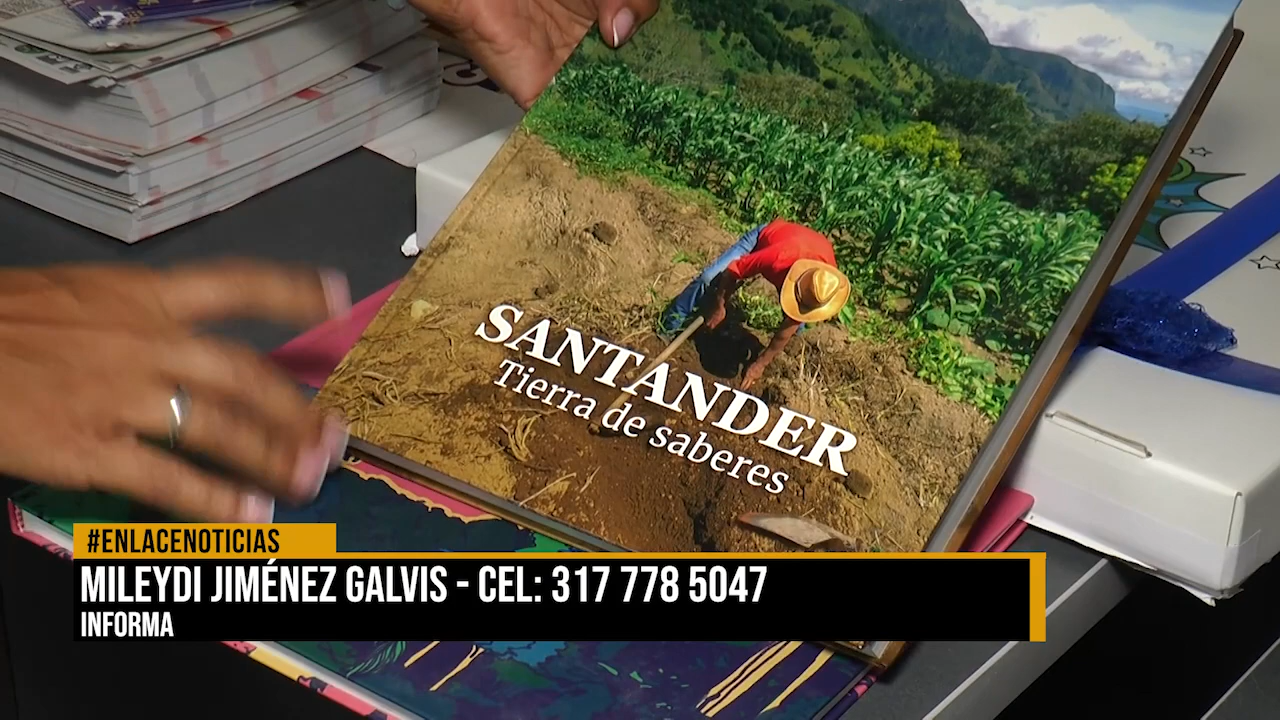 SANTANDER
Tierra de saberes
#ENLACENOTICIAS
MILEYDI JIMÉNEZ GALVIS - CEL: 317 778 5047
INFORMA